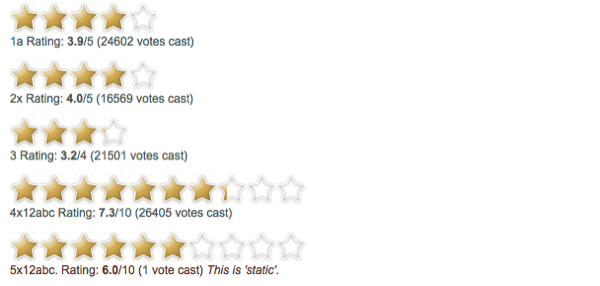 1a Rating: 3.9/5 (24602 votes cast)
2x Rating: 4.0/5 (16569 votes cast)
3 Rating: 3.2/4 (21501 votes cast)
4x12abc Rating: 7.3/10 (26405 votes cast)
5x12abc. Rating: 6.0/10 (1 vote cast) This is 'static'.